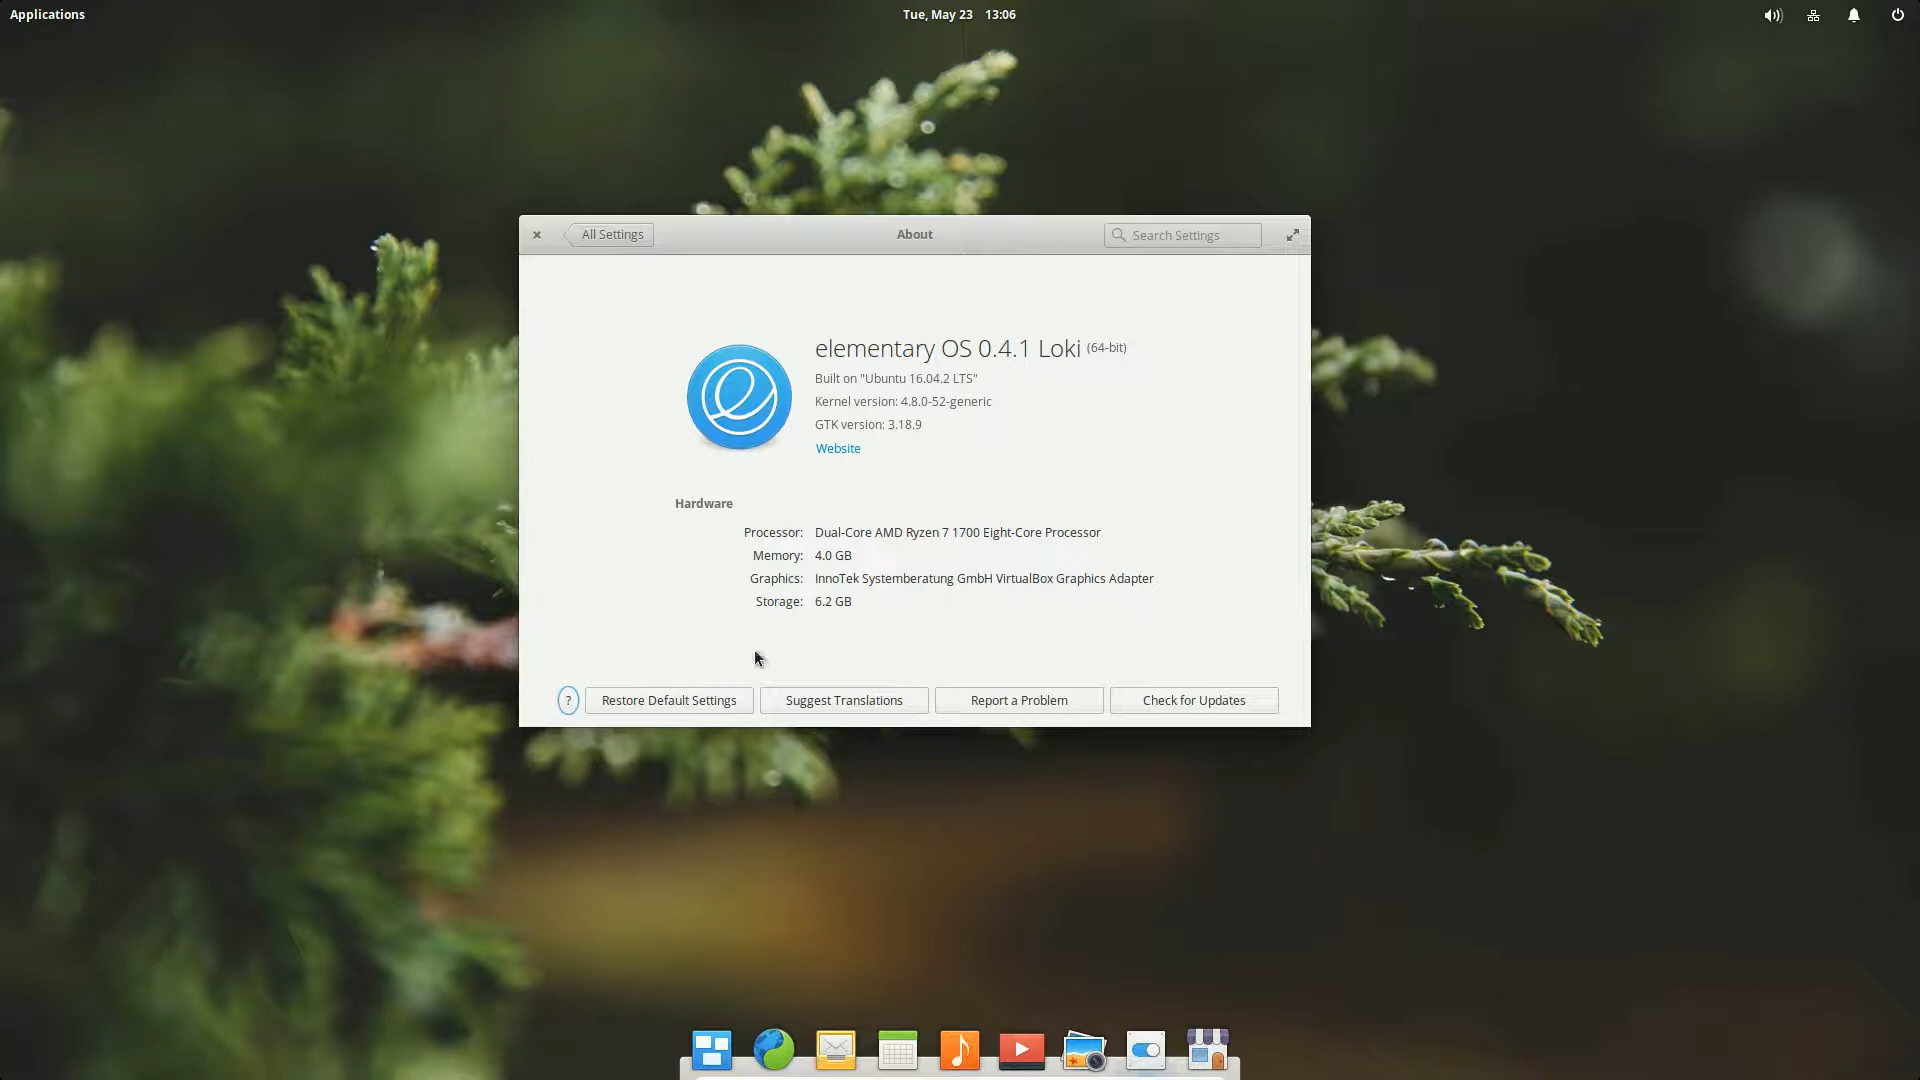 Applications
Tue, May 23 13:06
All Settings
About
Search Settings
elementary OS 0.4.1 Loki (64-bit)
Built on "Ubuntu 16.04.2 LTS"
Kernel version: 4.8.0-52-generic
GTK version: 3.18.9
Website
Hardware
Processor: Dual-Core AMD Ryzen 7 1700 Eight-Core Processor
Memory: 4.0 GB
Graphics: InnoTek Systemberatung GmbH VirtualBox Graphics Adapter
Storage: 6.2 GB
? Restore Default Settings Suggest Translations Report a Problem Check for Updates